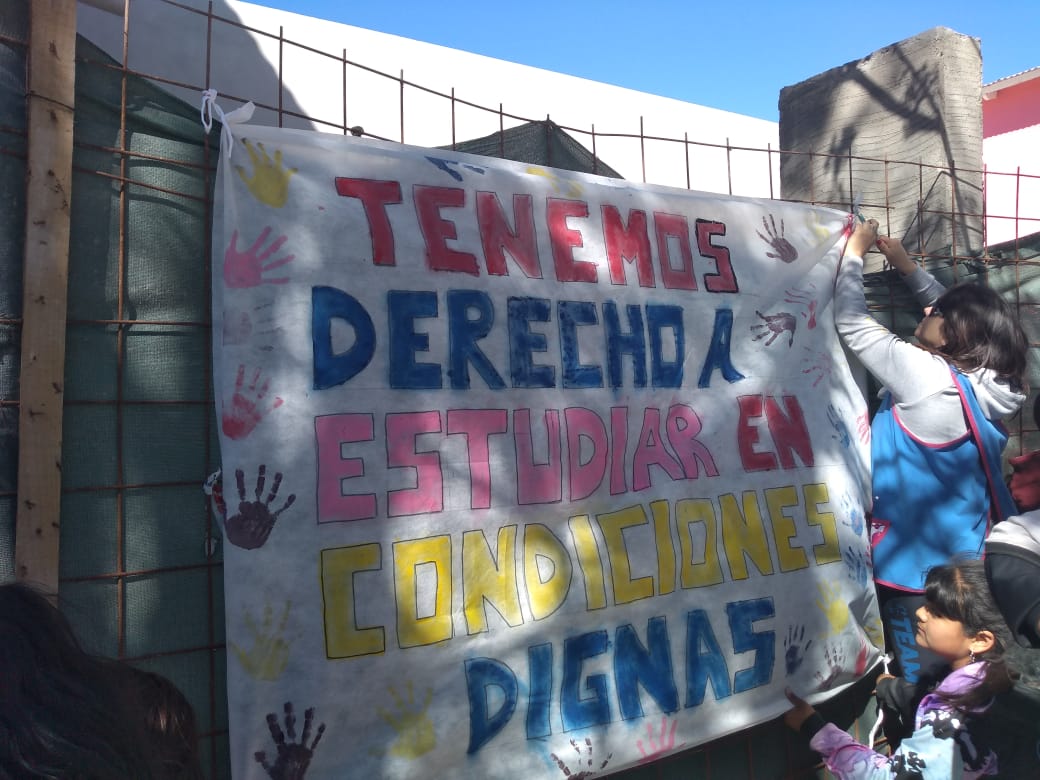 TENEMOS
DERECHO A
ESTUDIAR EN
CONDICIONES
DIGNAS